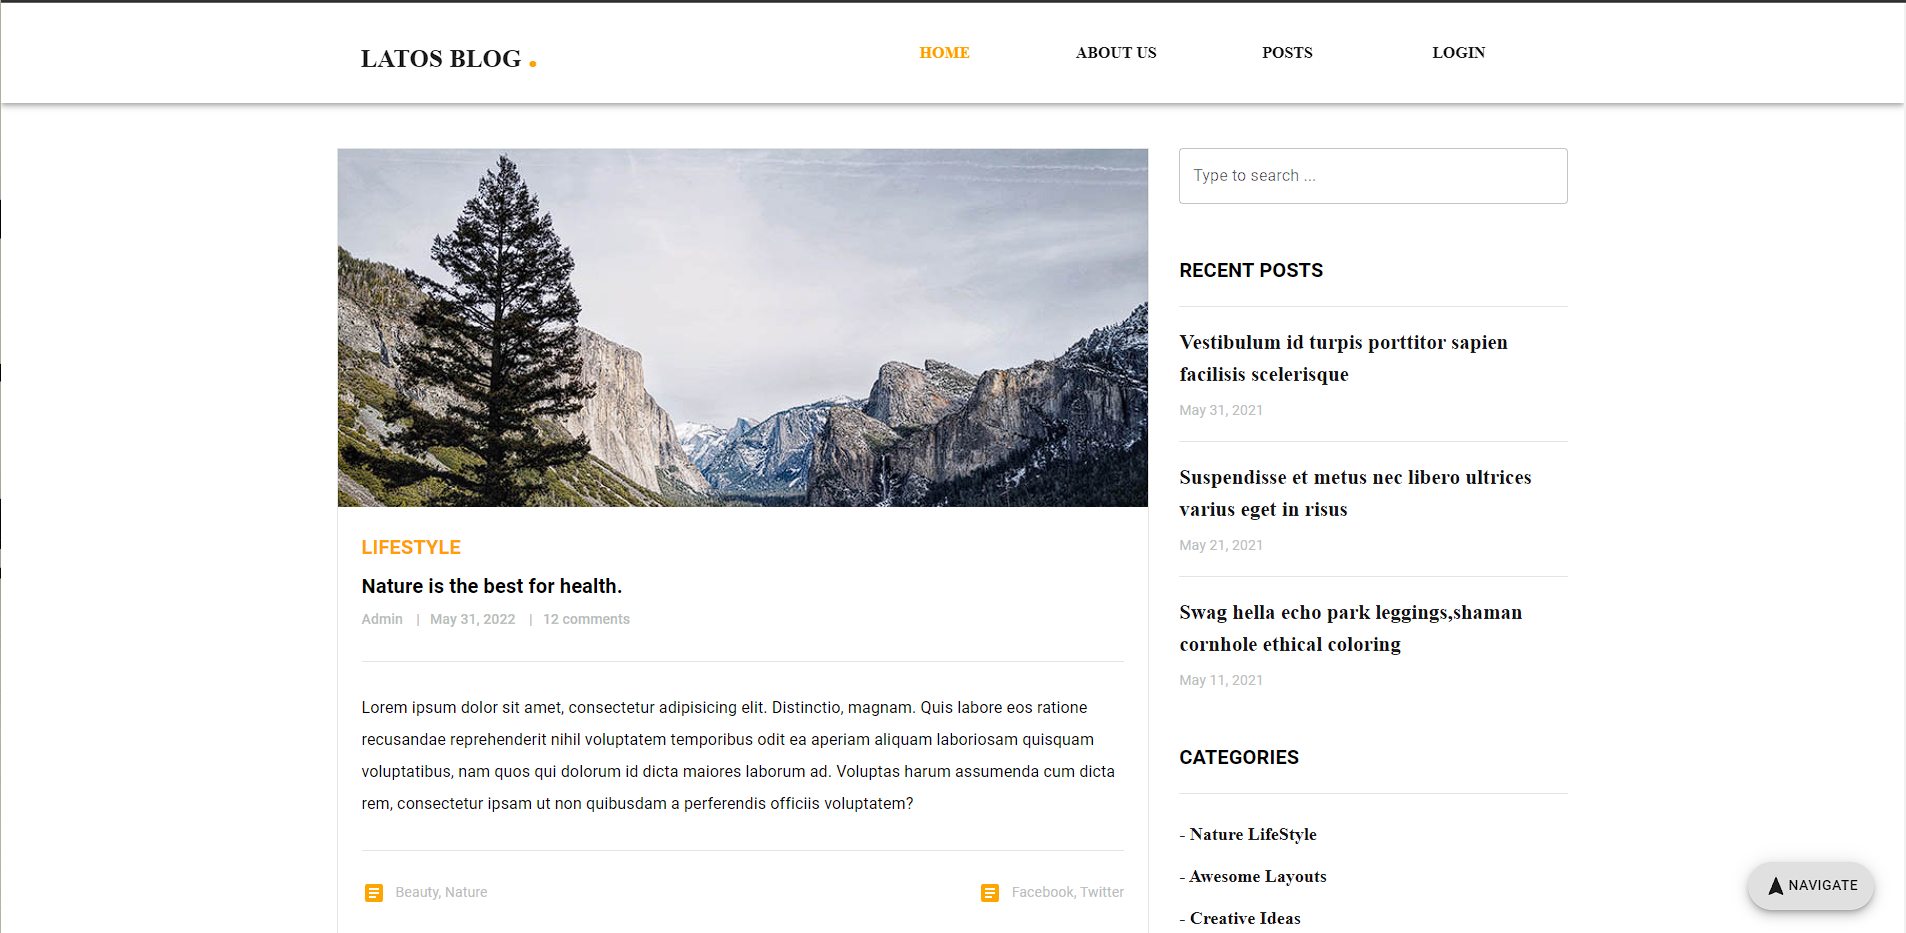 LATOS BLOG .
HOME
ABOUT US
POSTS
LOGIN
LIFESTYLE
Nature is the best for health.
Admin | May 31, 2022 | 12 comments
Lorem ipsum dolor sit amet, consectetur adipisicing elit. Distinctio, magnam. Quis labore eos ratione
recusandae reprehenderit nihil voluptatem temporibus odit ea aperiam aliquam laboriosam quisquam
voluptatibus, nam quos qui dolorum id dicta maiores laborum ad. Voluptas harum assumenda cum dicta
rem, consectetur ipsam ut non quibusdam a perferendis officiis voluptatem?
Beauty, Nature
Facebook, Twitter
Type to search ...
RECENT POSTS
Vestibulum id turpis porttitor sapien
facilisis scelerisque
May 31, 2021
Suspendisse et metus nec libero ultrices
varius eget in risus
May 21, 2021
Swag hella echo park leggings,shaman
cornhole ethical coloring
May 11, 2021
CATEGORIES
- Nature LifeStyle
- Awesome Layouts
- Creative Ideas
NAVIGATE